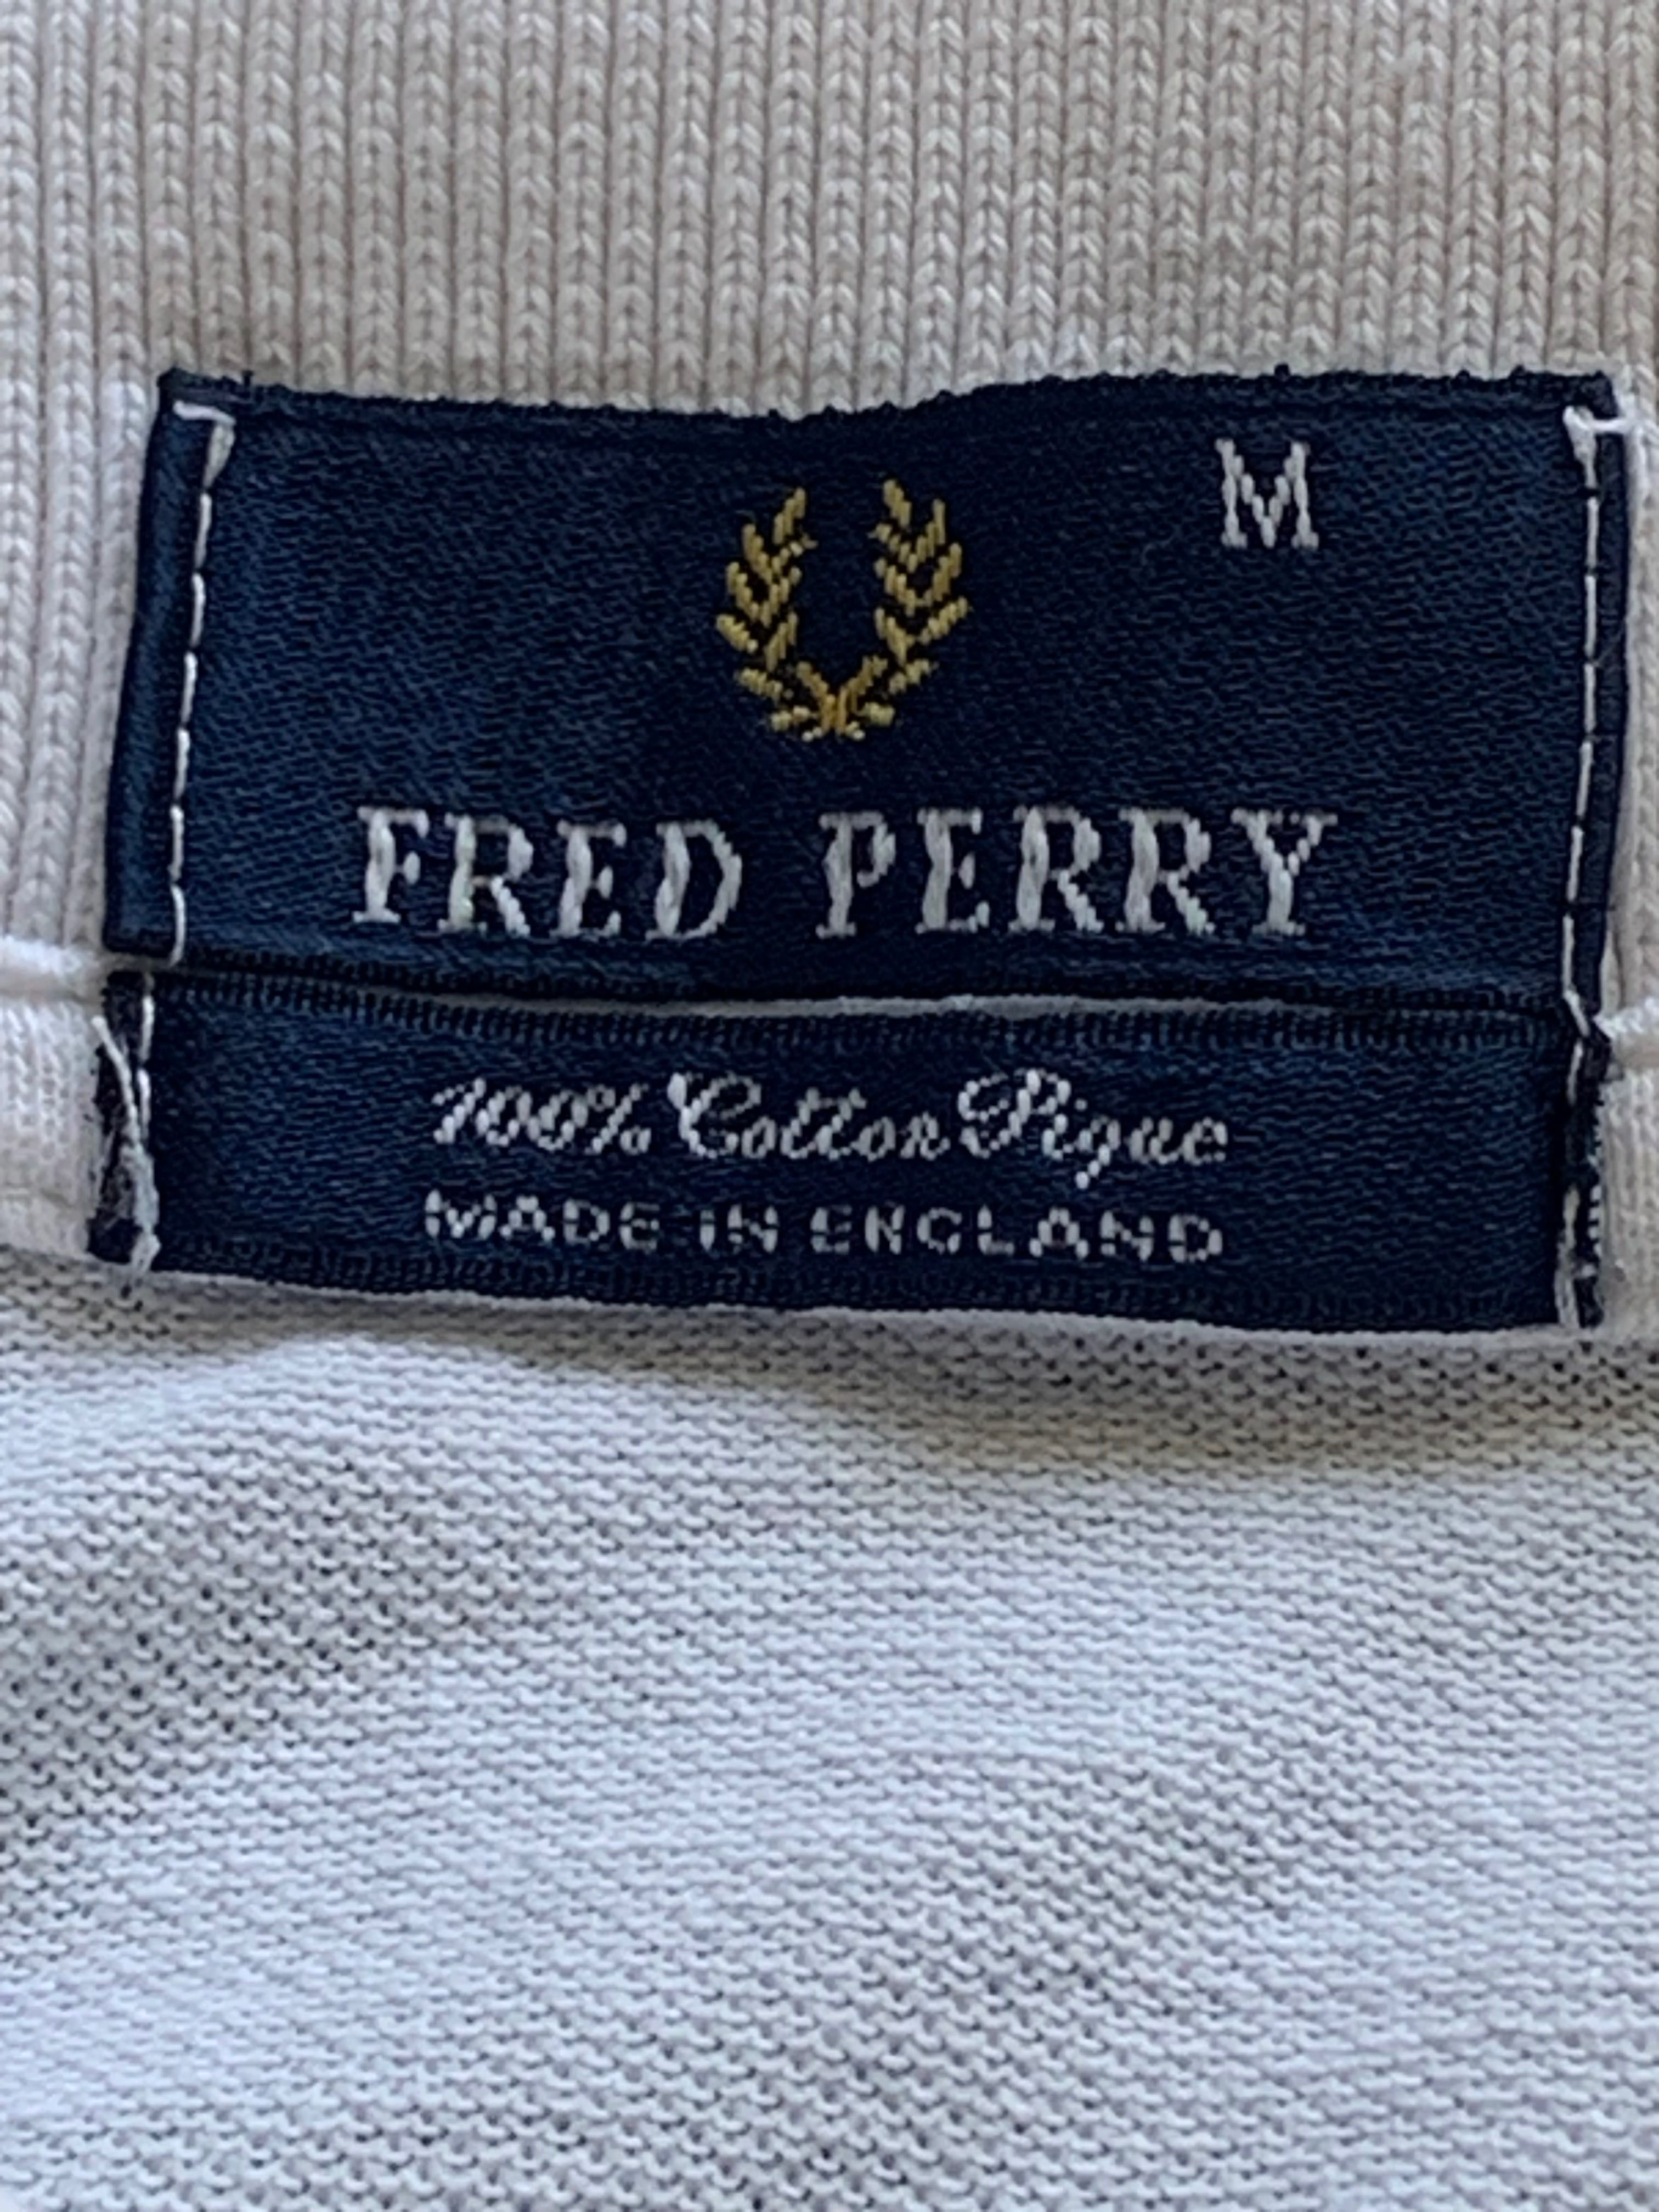 M
FRED PERRY
100% Cotton Pique
MADE IN ENGLAND